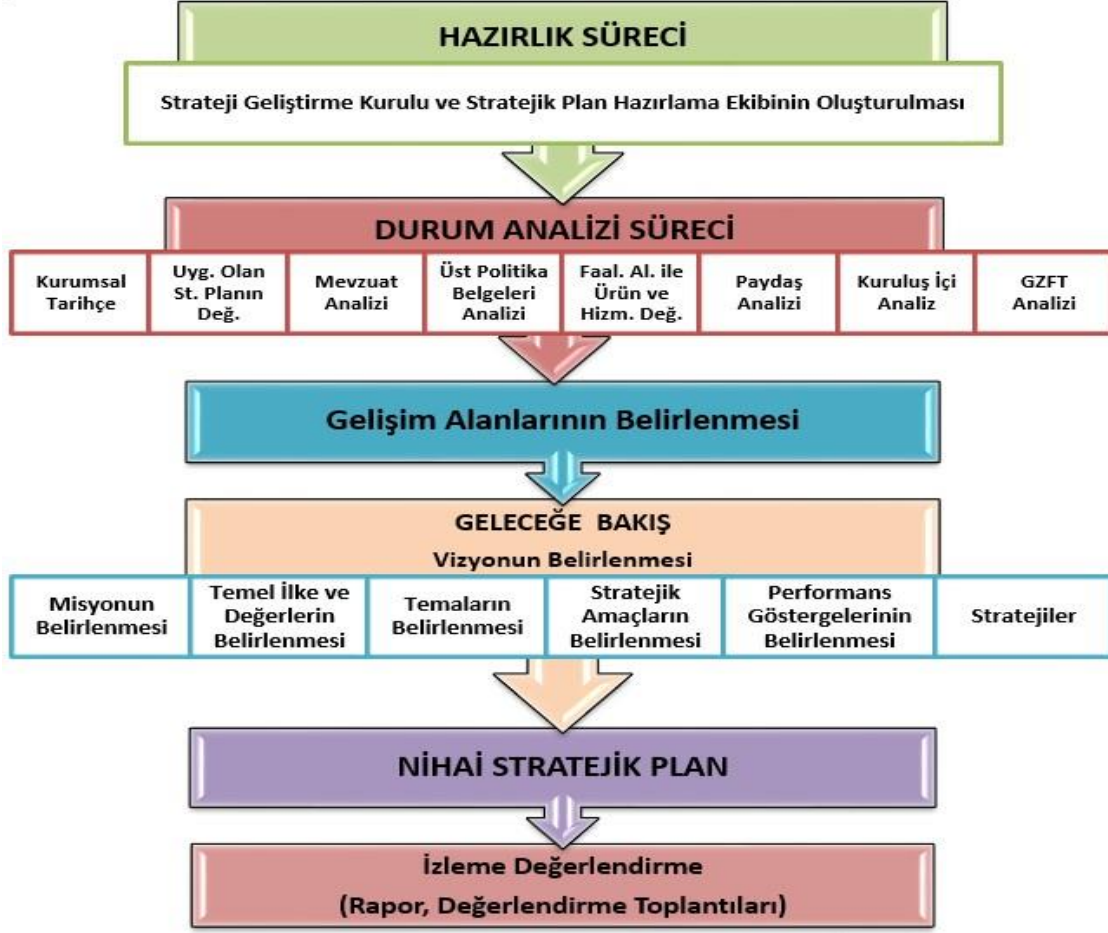 HAZIRLIK SÜRECİ
Strateji Geliştirme Kurulu ve Stratejik Plan Hazırlama Ekibinin Oluşturulması
DURUM ANALİZİ SÜRECİ
Kurumsal
Tarihçe
Uyg. Olan
St. Planın
Değ.
Mevzuat
Analizi
Üst Politika
Belgeleri
Analizi
Faal. Al. ile
Ürün ve
Hizm. Değ.
Paydaş
Analizi
Kuruluş İçi
Analiz
GZFT
Analizi
Gelişim Alanlarının Belirlenmesi
GELECEĞE BAKIŞ
Vizyonun Belirlenmesi
Misyonun
Belirlenmesi
Temel İlke ve
Değerlerin
Belirlenmesi
Temaların
Belirlenmesi
Stratejik
Amaçların
Belirlenmesi
Performans
Göstergelerinin
Belirlenmesi
Stratejiler
NİHAİ STRATEJİK PLAN
İzleme Değerlendirme
(Rapor, Değerlendirme Toplantıları)